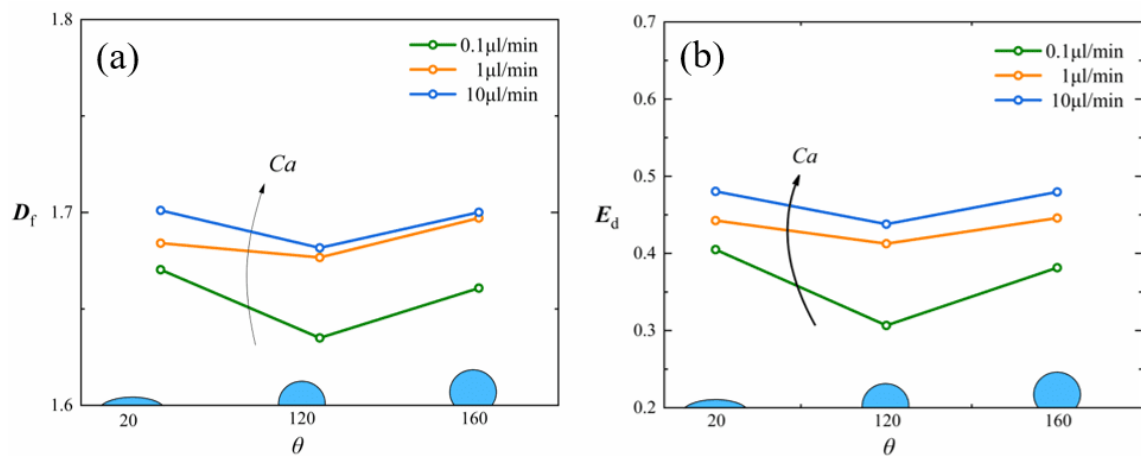 (a)
1.8
1.7
1.6
D_f
0.1μl/min
1μl/min
10μl/min
Ca
20 120 160
θ
(b)
0.7
0.6
0.5
0.4
0.3
0.2
E_d
0.1μl/min
1μl/min
10μl/min
Ca
20 120 160
θ